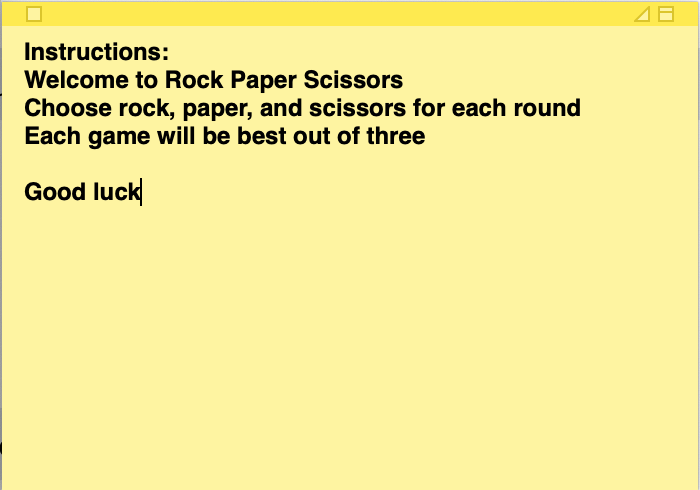 Instructions:
Welcome to Rock Paper Scissors
Choose rock, paper, and scissors for each round
Each game will be best out of three
Good luck